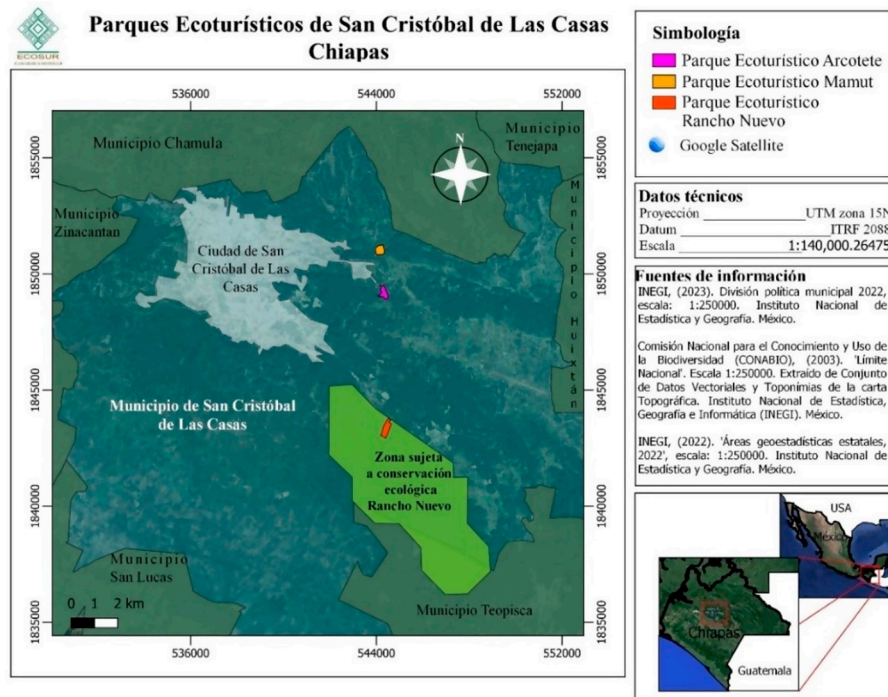 Parques Ecoturísticos de San Cristóbal de Las Casas
Chiapas
ECOSUR
536000
544000
552000
1855000
1850000
1845000
1840000
1835000
Municipio Chamula
Municipio
Tenejapa
N
Municipio
Zinacantan
Ciudad de San
Cristóbal de Las
Casas
Municipio Huixtán
Municipio de San Cristóbal
de Las Casas
Zona sujeta
a conservación
ecológica
Rancho Nuevo
Municipio
San Lucas
Municipio Teopisca
0 1 2 km
1855000
1850000
1845000
1840000
1835000
536000
544000
552000
Simbología
Parque Ecoturístico Arcotete
Parque Ecoturístico Mamut
Parque Ecoturístico
Rancho Nuevo
Google Satellite
Datos técnicos
Proyección UTM zona 15N
Datum ITRF 2088
Escala 1:140,000.26475
Fuentes de información
INEGI, (2023). División política municipal 2022,
escala: 1:250000. Instituto Nacional de
Estadística y Geografía. México.
Comisión Nacional para el Conocimiento y Uso de
la Biodiversidad (CONABIO), (2003). 'Límite
Nacional'. Escala 1:250000. Extraído de Conjunto
de Datos Vectoriales y Toponimias de la carta
Topográfica. Instituto Nacional de Estadística,
Geografía e Informática (INEGI). México.
INEGI, (2022). 'Áreas geoestadísticas estatales,
2022', escala: 1:250000. Instituto Nacional de
Estadística y Geografía. México.
USA
México
Chiapas
Guatemala